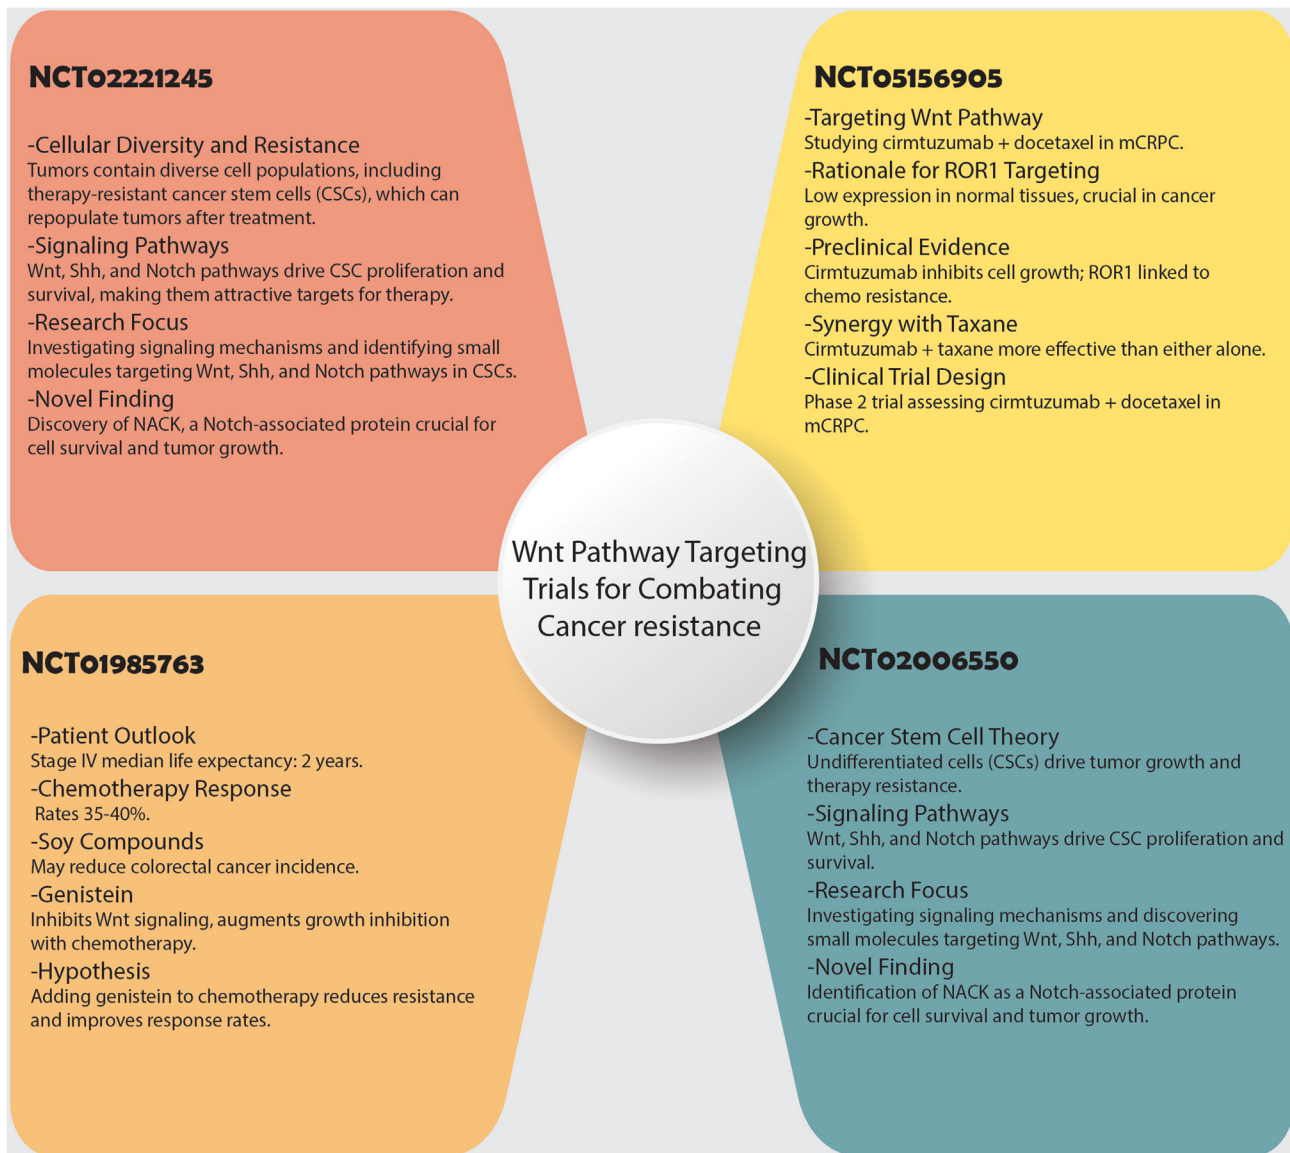 NCT02221245
-Cellular Diversity and Resistance
Tumors contain diverse cell populations, including
therapy-resistant cancer stem cells (CSCs), which can
repopulate tumors after treatment.
-Signaling Pathways
Wnt, Shh, and Notch pathways drive CSC proliferation and
survival, making them attractive targets for therapy.
-Research Focus
Investigating signaling mechanisms and identifying small
molecules targeting Wnt, Shh, and Notch pathways in CSCs.
-Novel Finding
Discovery of NACK, a Notch-associated protein crucial for
cell survival and tumor growth.
NCT05156905
-Targeting Wnt Pathway
Studying cirmtuzumab + docetaxel in mCRPC.
-Rationale for ROR1 Targeting
Low expression in normal tissues, crucial in cancer
growth.
-Preclinical Evidence
Cirmtuzumab inhibits cell growth; ROR1 linked to
chemo resistance.
-Synergy with Taxane
Cirmtuzumab + taxane more effective than either alone.
-Clinical Trial Design
Phase 2 trial assessing cirmtuzumab + docetaxel in
mCRPC.
Wnt Pathway Targeting
Trials for Combating
Cancer resistance
NCT01985763
-Patient Outlook
Stage IV median life expectancy: 2 years.
-Chemotherapy Response
Rates 35-40%.
-Soy Compounds
May reduce colorectal cancer incidence.
-Genistein
Inhibits Wnt signaling, augments growth inhibition
with chemotherapy.
-Hypothesis
Adding genistein to chemotherapy reduces resistance
and improves response rates.
NCT02006550
-Cancer Stem Cell Theory
Undifferentiated cells (CSCs) drive tumor growth and
therapy resistance.
-Signaling Pathways
Wnt, Shh, and Notch pathways drive CSC proliferation and
survival.
-Research Focus
Investigating signaling mechanisms and discovering
small molecules targeting Wnt, Shh, and Notch pathways.
-Novel Finding
Identification of NACK as a Notch-associated protein
crucial for cell survival and tumor growth.